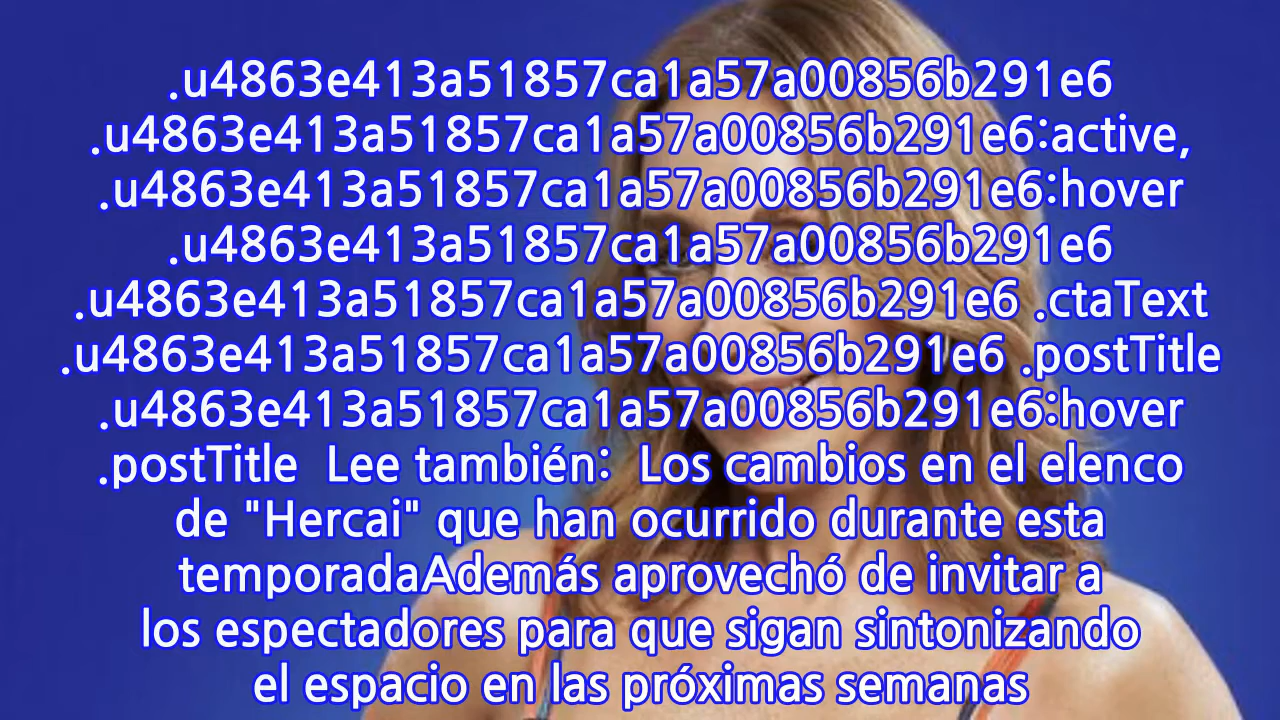 .u4863e413a51857ca1a57a00856b291e6
.u4863e413a51857ca1a57a00856b291e6:active,
.u4863e413a51857ca1a57a00856b291e6:hover
.u4863e413a51857ca1a57a00856b291e6
.u4863e413a51857ca1a57a00856b291e6 .ctaText
.u4863e413a51857ca1a57a00856b291e6 .postTitle
.u4863e413a51857ca1a57a00856b291e6:hover
.postTitle  Lee también:  Los cambios en el elenco
de "Hercai" que han ocurrido durante esta
temporadaAdemás aprovechó de invitar a
los espectadores para que sigan sintonizando
el espacio en las próximas semanas